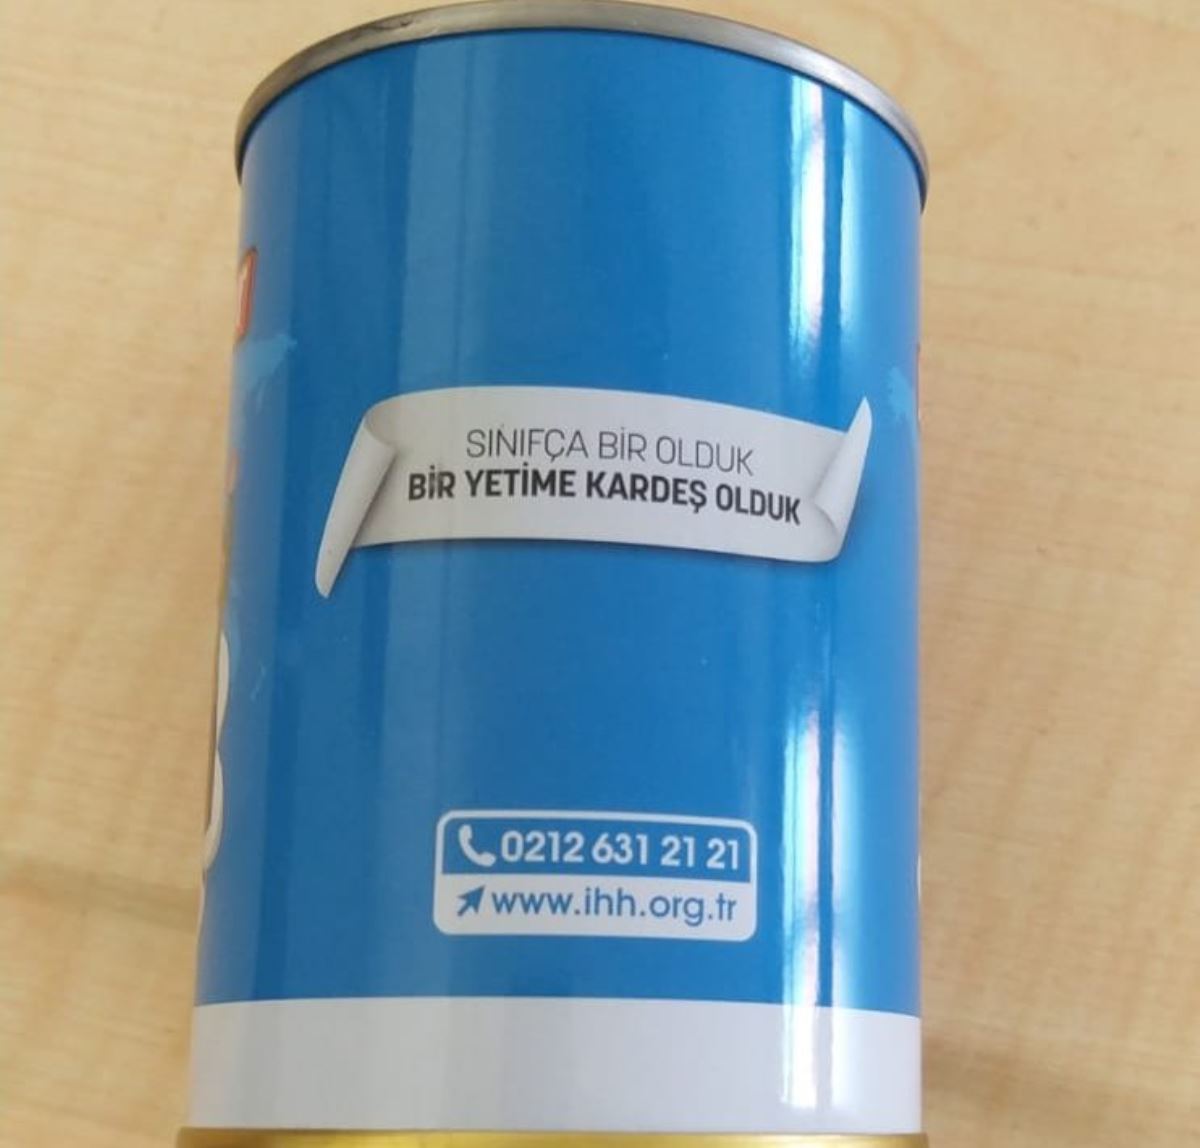 SINIFÇA BİR OLDUK
BİR YETİME KARDEŞ OLDUK
0212 631 21 21
www.ihh.org.tr